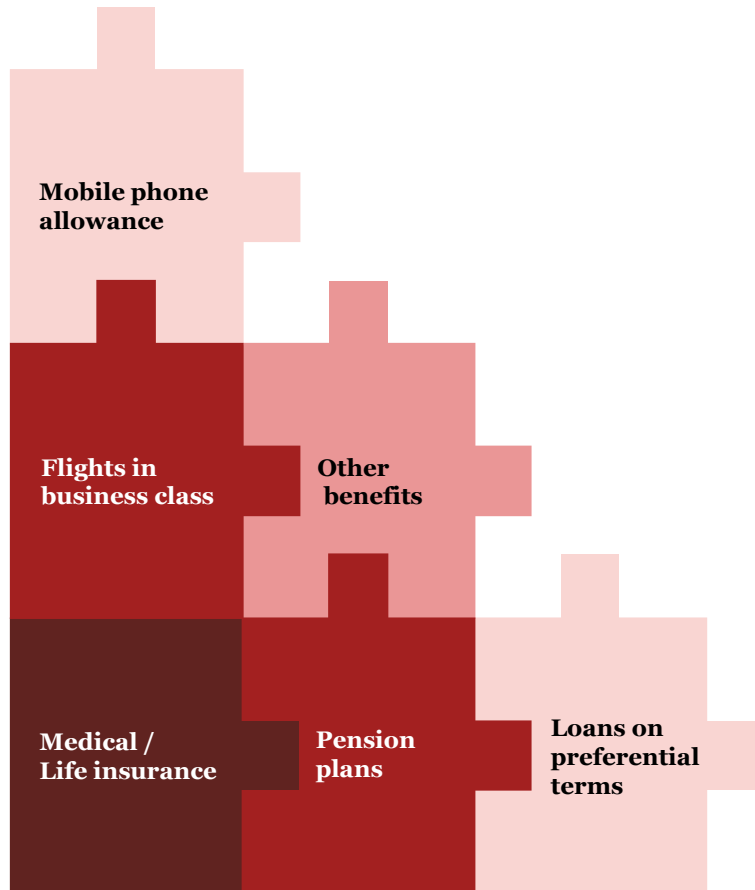 Mobile phone
allowance
Flights in
business class
Other
benefits
Medical /
Life insurance
Pension
plans
Loans on
preferential
terms